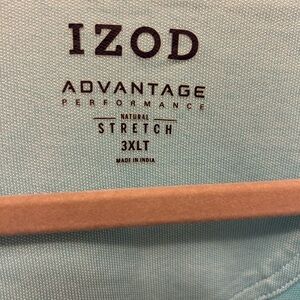 IZOD
ADVANTAGE
PERFORMANCE
NATURAL
STRETCH
3XLT
MADE IN INDIA